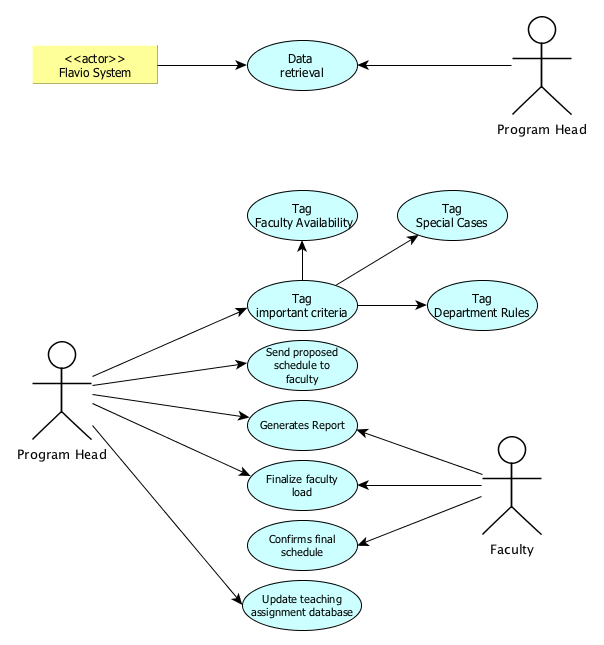 <<actor>>
Flavio System
Data
retrieval
Program Head
Tag
Faculty Availability
Tag
Special Cases
Tag
important criteria
Tag
Department Rules
Send proposed
schedule to
faculty
Program Head
Generates Report
Finalize faculty
load
Confirms final
schedule
Faculty
Update teaching
assignment database